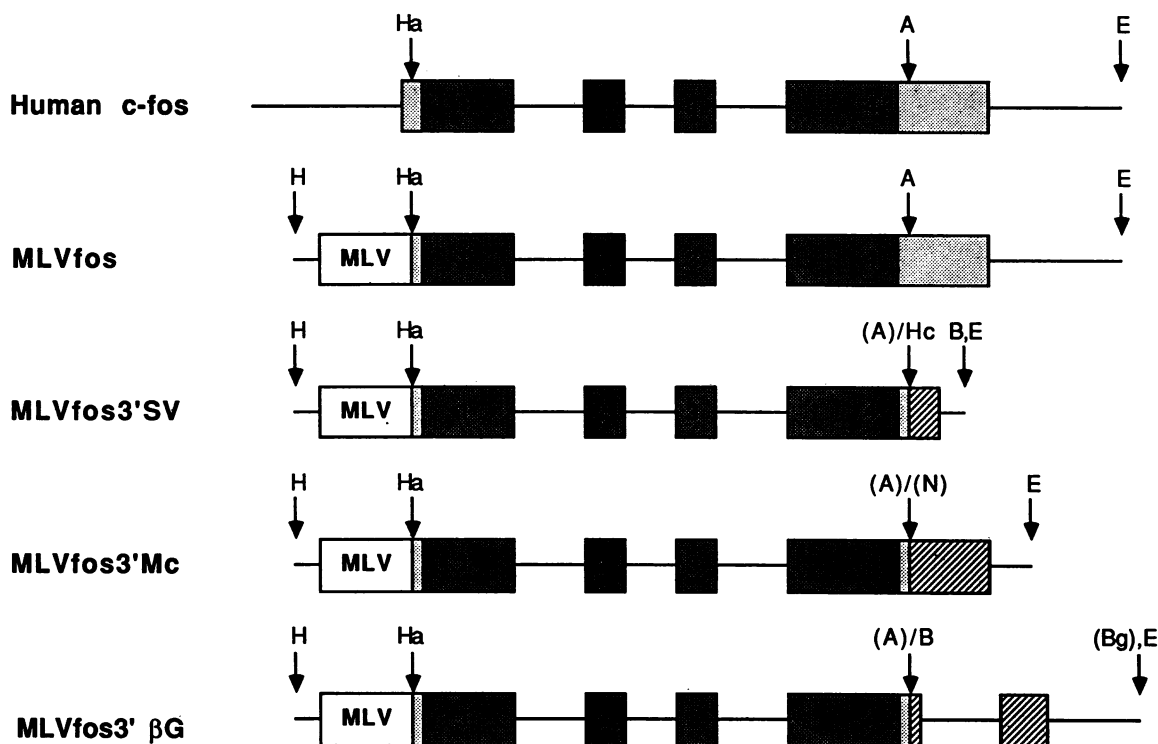 Ha A E
Human c-fos
H Ha A E
MLVfos MLV
H Ha (A)/Hc B,E
MLVfos3'SV MLV
H Ha (A)/(N) E
MLVfos3'Mc MLV
H Ha (A)/B (Bg),E
MLVfos3' βG MLV